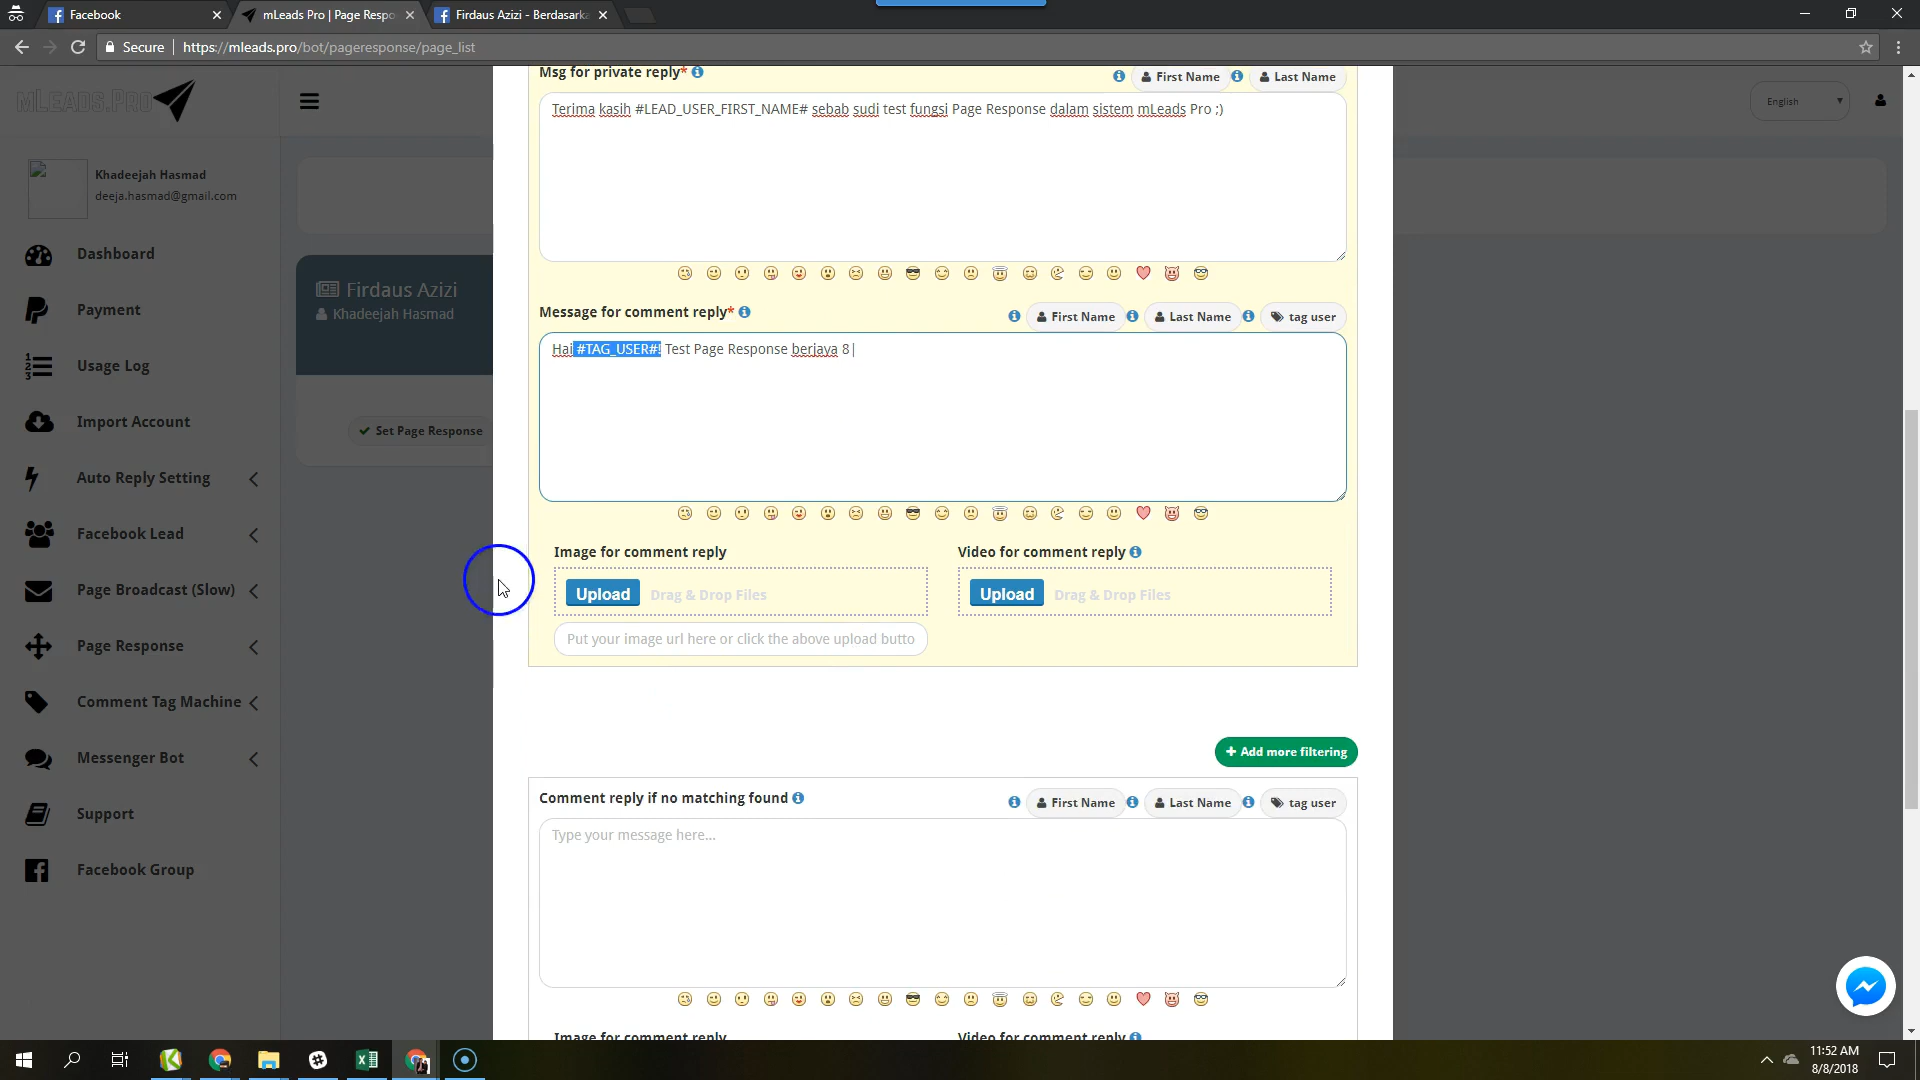 Facebook
mLeads Pro | Page Respo
Firdaus Azizi - Berdasarka
Secure
https://mleads.pro/bot/pageresponse/page_list
MLEADS.PRO
English
Khadeejah Hasmad
deeja.hasmad@gmail.com
Dashboard
Payment
Usage Log
Import Account
Auto Reply Setting
Facebook Lead
Page Broadcast (Slow)
Page Response
Comment Tag Machine
Messenger Bot
Support
Facebook Group
Firdaus Azizi
Khadeejah Hasmad
Set Page Response
Msg for private reply*
First Name
Last Name
Terima kasih #LEAD_USER_FIRST_NAME# sebab sudi test fungsi Page Response dalam sistem mLeads Pro ;)
Message for comment reply*
First Name
Last Name
tag user
Hai #TAG_USER#! Test Page Response berjaya 8|
Image for comment reply
Upload
Drag & Drop Files
Put your image url here or click the above upload butto
Video for comment reply
Upload
Drag & Drop Files
Add more filtering
Comment reply if no matching found
First Name
Last Name
tag user
Type your message here...
Image for comment reply
Video for comment reply
11:52 AM
8/8/2018